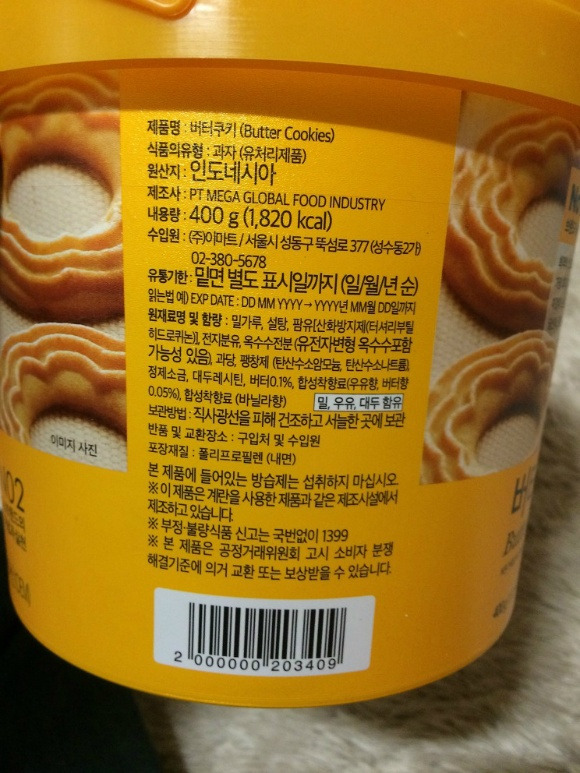 제품명 : 버터쿠키 (Butter Cookies)
식품의유형 : 과자 (유처리제품)
원산지 : 인도네시아
제조사 : PT MEGA GLOBAL FOOD INDUSTRY
내용량 : 400 g (1,820 kcal)
수입원 : (주)이마트 / 서울시 성동구 뚝섬로 377 (성수동2가)
02-380-5678
유통기한 : 밑면 별도 표시일까지 (일/월/년 순)
읽는법 예) EXP DATE : DD MM YYYY → YYYY년 MM월 DD일까지
원재료명 및 함량 : 밀가루, 설탕, 팜유[산화방지제(터셔리부틸
히드로퀴논)], 전지분유, 옥수수전분 (유전자변형 옥수수포함
가능성 있음), 과당, 팽창제 (탄산수소암모늄, 탄산수소나트륨),
정제소금, 대두레시틴, 버터0.1%, 합성착향료(우유향, 버터향
0.05%), 합성착향료 (바닐라향)
밀, 우유, 대두 함유
보관방법 : 직사광선을 피해 건조하고 서늘한 곳에 보관
반품 및 교환장소 : 구입처 및 수입원
포장재질 : 폴리프로필렌 (내면)
본 제품에 들어있는 방습제는 섭취하지 마십시오.
※ 이 제품은 계란을 사용한 제품과 같은 제조시설에서
제조하고 있습니다.
※ 부정·불량식품 신고는 국번없이 1399
※ 본 제품은 공정거래위원회 고시 소비자 분쟁
해결기준에 의거 교환 또는 보상받을 수 있습니다.
이미지 사진
2 000000 203409